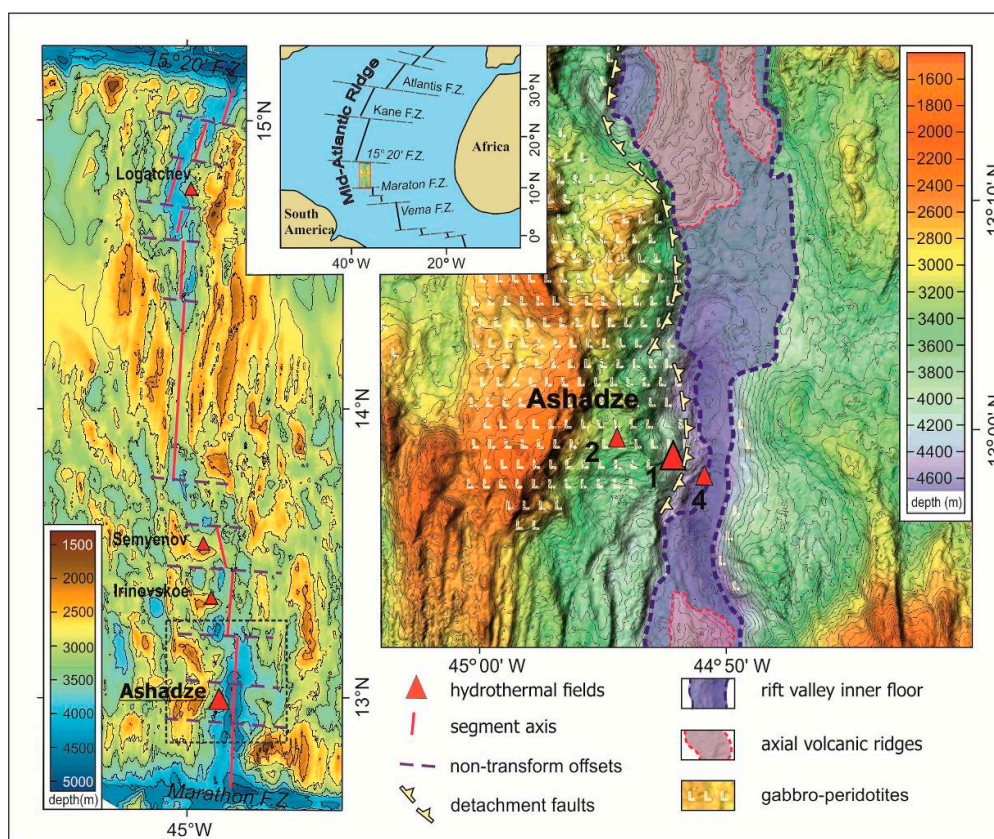 15°20' F.Z.
15°N
Logatchev
14°N
Semyenov
Irinovskoe
Ashadze
13°N
Marathon F.Z.
45°W
1500
2000
2500
3000
3500
4000
4500
5000
depth(m)
Mid-Atlantic Ridge
Atlantis F.Z.
Kane F.Z.
15° 20' F.Z.
Maraton F.Z.
Vema F.Z.
Africa
South
America
30°N
20°N
10°N
0°N
40° W
20° W
Ashadze
2
1
4
1600
1800
2000
2200
2400
2600
2800
3000
3200
3400
3600
3800
4000
4200
4400
4600
depth (m)
13°10' N
13°00' N
45°00' W
44°50' W
hydrothermal fields
segment axis
non-transform offsets
detachment faults
rift valley inner floor
axial volcanic ridges
gabbro-peridotites